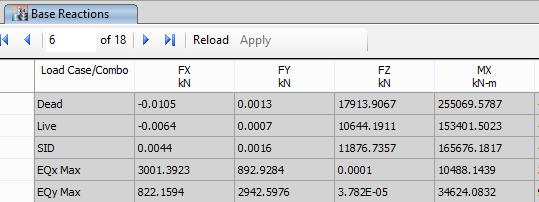 Base Reactions
6 of 18 Reload Apply
Load Case/Combo FX kN FY kN FZ kN MX kN-m
Dead -0.0105 0.0013 17913.9067 255069.5787
Live -0.0064 0.0007 10644.1911 153401.5023
SID 0.0044 0.0016 11876.7357 165676.1817
EQx Max 3001.3923 892.9284 0.0001 10488.1439
EQy Max 822.1594 2942.5976 3.782E-05 34624.0832